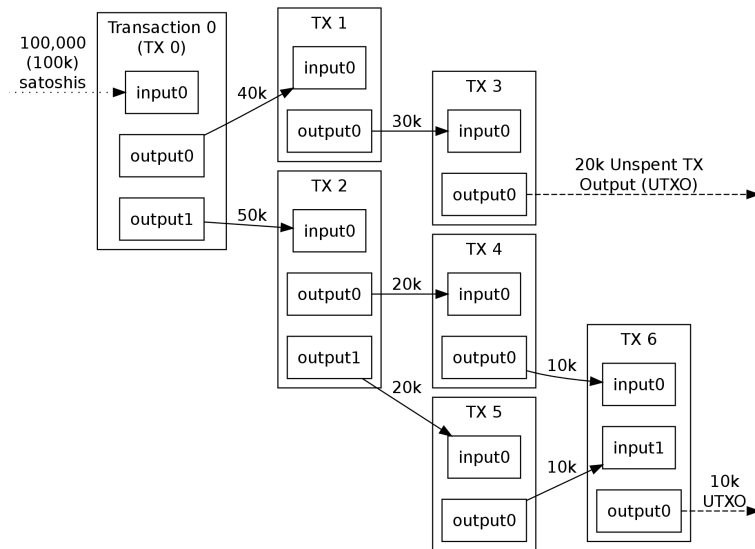 100,000
(100k)
satoshis
Transaction 0
(TX 0)
input0
output0
output1
40k
50k
TX 1
input0
output0
30k
TX 2
input0
output0
output1
20k
20k
TX 3
input0
output0
20k Unspent TX
Output (UTXO)
TX 4
input0
output0
10k
TX 5
input0
output0
10k
TX 6
input0
input1
output0
10k
UTXO